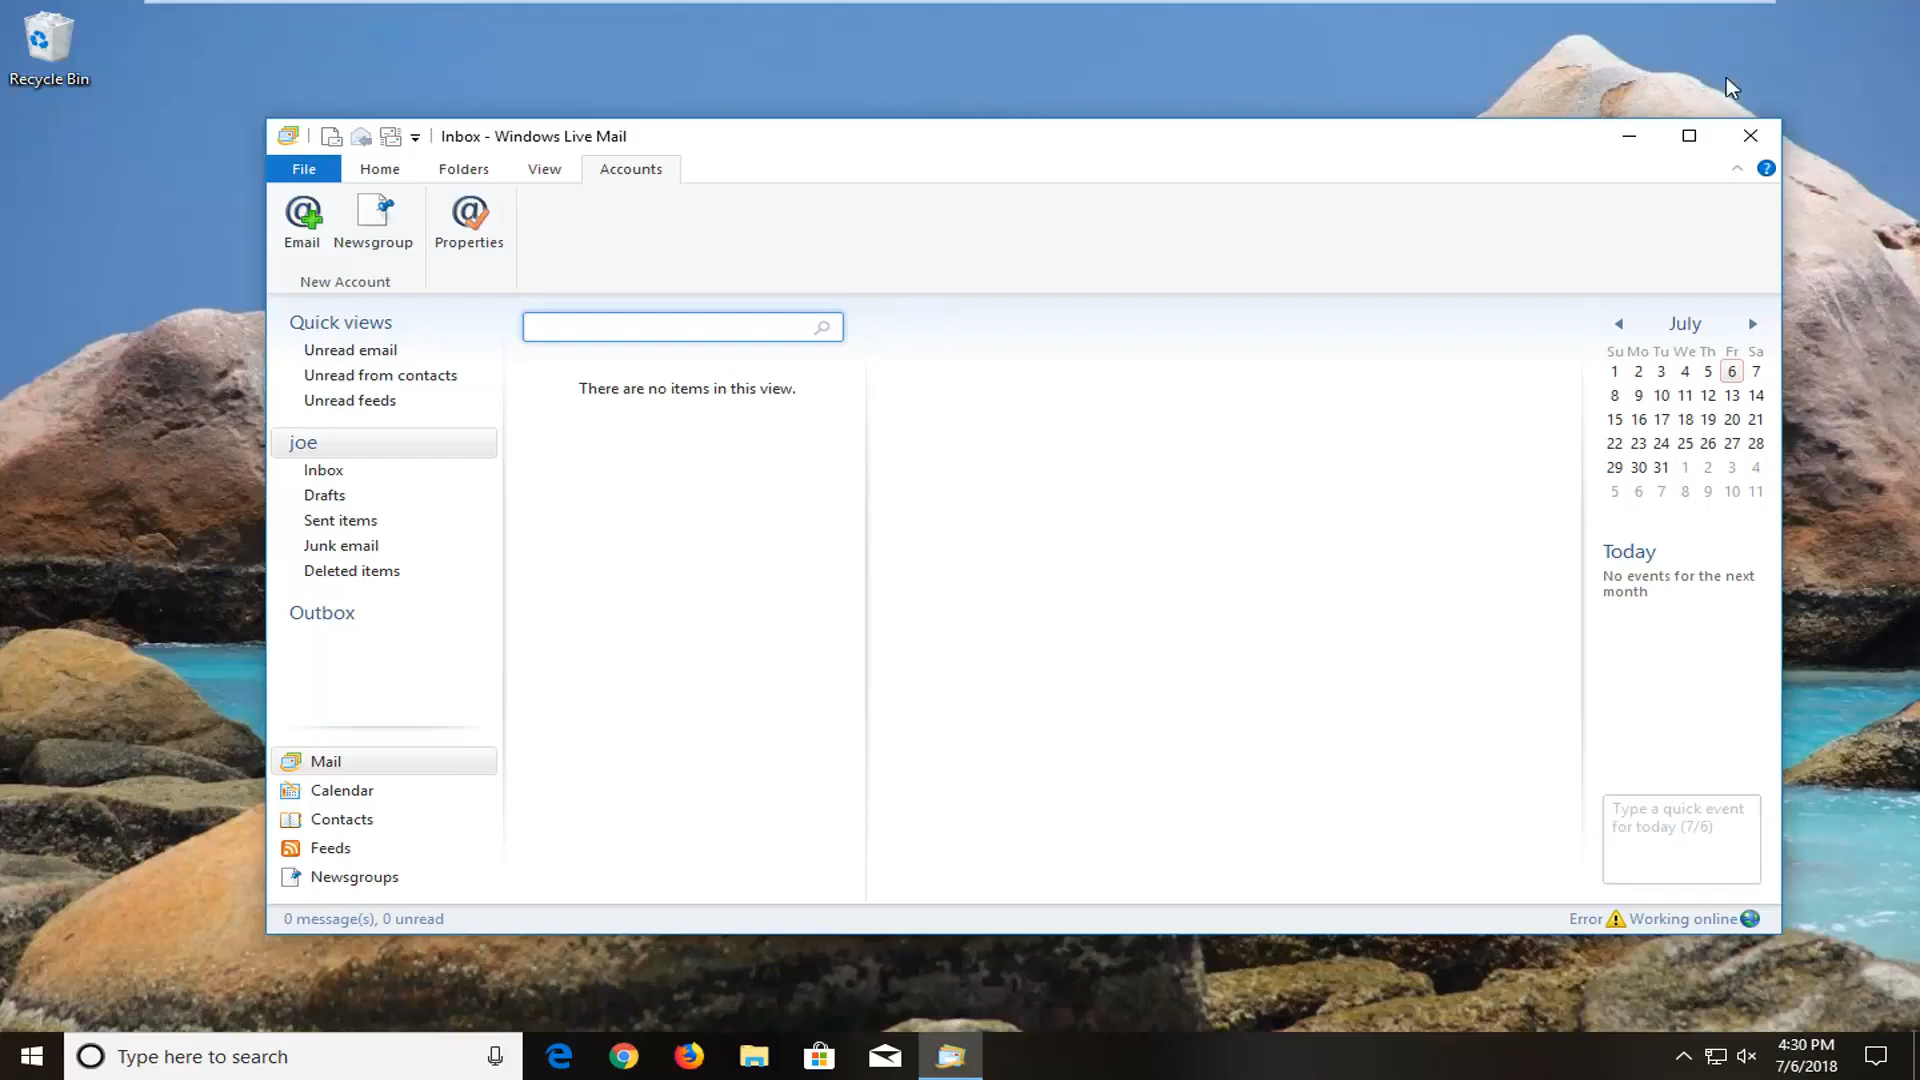 Recycle Bin
Inbox - Windows Live Mail
File Home Folders View Accounts
Email Newsgroup Properties
New Account
Quick views
Unread email
Unread from contacts
Unread feeds
joe
Inbox
Drafts
Sent items
Junk email
Deleted items
Outbox
Mail
Calendar
Contacts
Feeds
Newsgroups
There are no items in this view.
July
Su Mo Tu We Th Fr Sa
1 2 3 4 5 6 7
8 9 10 11 12 13 14
15 16 17 18 19 20 21
22 23 24 25 26 27 28
29 30 31 1 2 3 4
5 6 7 8 9 10 11
Today
No events for the next
month
Type a quick event
for today (7/6)
0 message(s), 0 unread
Error Working online
Type here to search
4:30 PM
7/6/2018